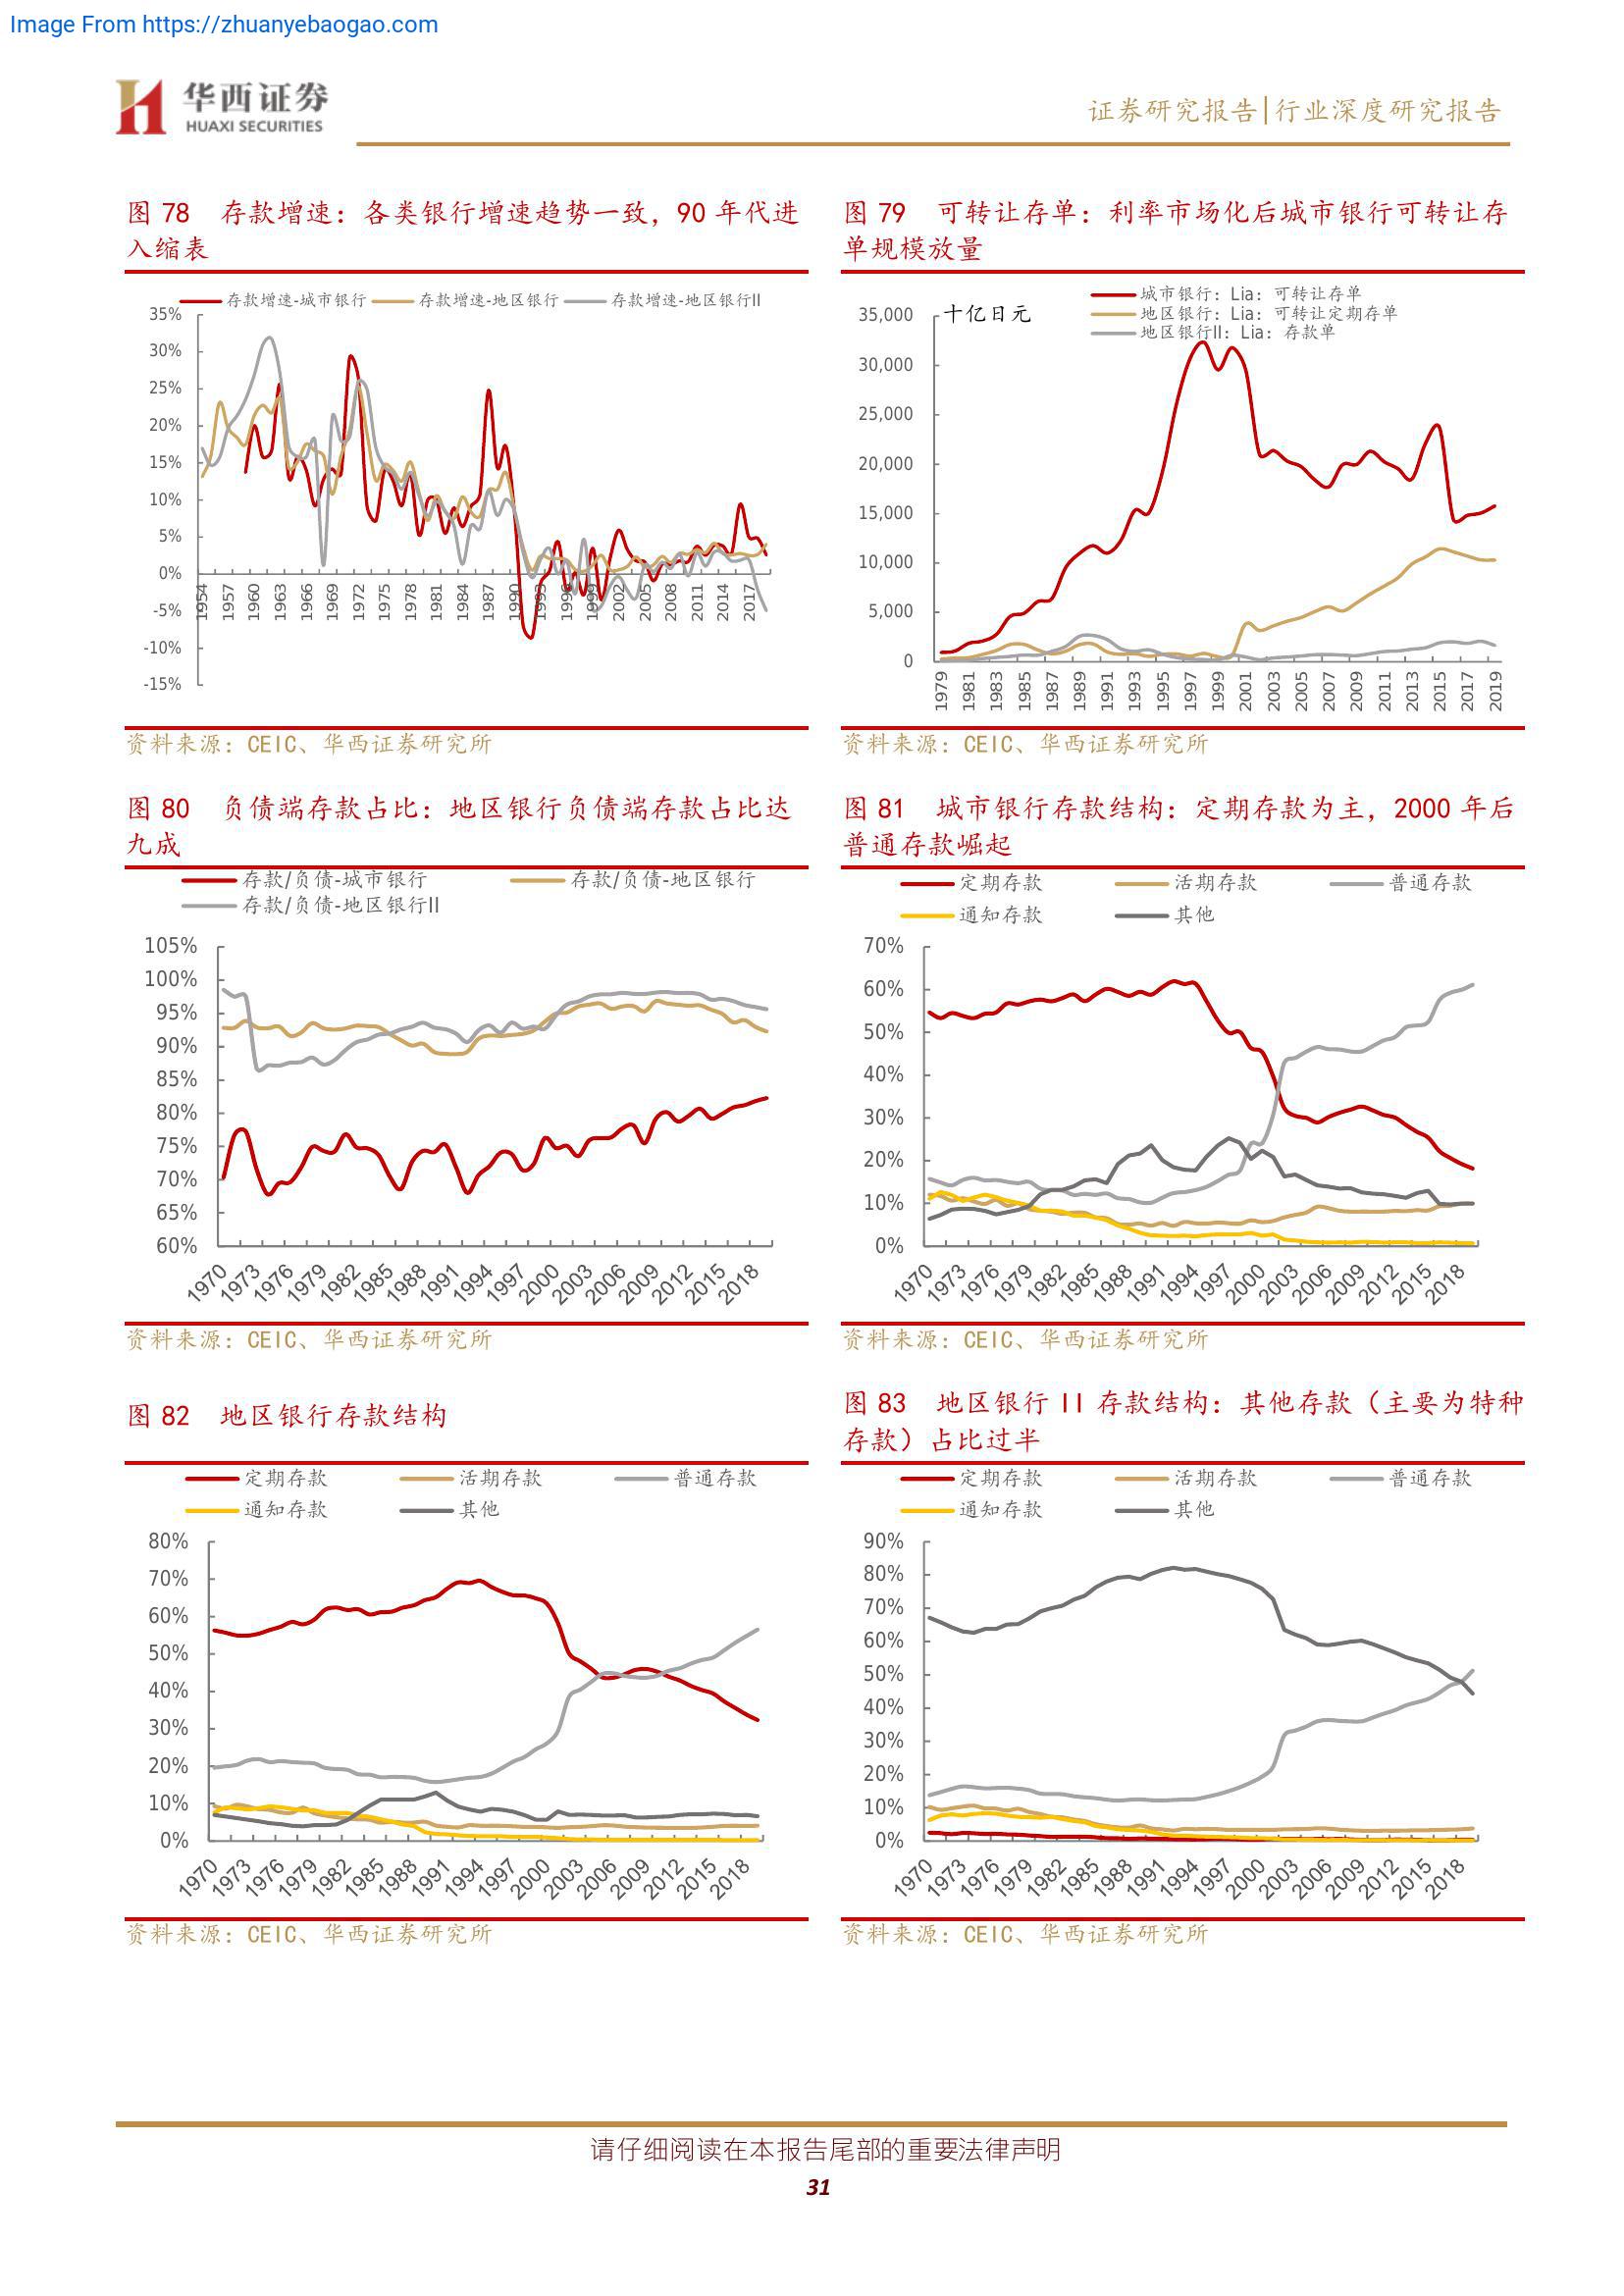 Image From https://zhuanyebaogao.com
华西证券
HUAXI SECURITIES
证券研究报告|行业深度研究报告
图 78 存款增速：各类银行增速趋势一致，90 年代进
入缩表
存款增速-城市银行 存款增速-地区银行 存款增速-地区银行II
35%
30%
25%
20%
15%
10%
5%
0%
-5%
-10%
-15%
1954 1957 1960 1963 1966 1969 1972 1975 1978 1981 1984 1987 1990 1993 1996 1999 2002 2005 2008 2011 2014 2017
资料来源：CEIC、华西证券研究所
图 79 可转让存单：利率市场化后城市银行可转让存
单规模放量
城市银行：Lia：可转让存单
地区银行：Lia：可转让定期存单
地区银行II：Lia：存款单
十亿日元
35,000
30,000
25,000
20,000
15,000
10,000
5,000
0
1979 1981 1983 1985 1987 1989 1991 1993 1995 1997 1999 2001 2003 2005 2007 2009 2011 2013 2015 2017 2019
资料来源：CEIC、华西证券研究所
图 80 负债端存款占比：地区银行负债端存款占比达
九成
存款/负债-城市银行 存款/负债-地区银行
存款/负债-地区银行II
105%
100%
95%
90%
85%
80%
75%
70%
65%
60%
1970 1973 1976 1979 1982 1985 1988 1991 1994 1997 2000 2003 2006 2009 2012 2015 2018
资料来源：CEIC、华西证券研究所
图 81 城市银行存款结构：定期存款为主，2000 年后
普通存款崛起
定期存款 活期存款 普通存款
通知存款 其他
70%
60%
50%
40%
30%
20%
10%
0%
1970 1973 1976 1979 1982 1985 1988 1991 1994 1997 2000 2003 2006 2009 2012 2015 2018
资料来源：CEIC、华西证券研究所
图 82 地区银行存款结构
定期存款 活期存款 普通存款
通知存款 其他
80%
70%
60%
50%
40%
30%
20%
10%
0%
1970 1973 1976 1979 1982 1985 1988 1991 1994 1997 2000 2003 2006 2009 2012 2015 2018
资料来源：CEIC、华西证券研究所
图 83 地区银行 II 存款结构：其他存款（主要为特种
存款）占比过半
定期存款 活期存款 普通存款
通知存款 其他
90%
80%
70%
60%
50%
40%
30%
20%
10%
0%
1970 1973 1976 1979 1982 1985 1988 1991 1994 1997 2000 2003 2006 2009 2012 2015 2018
资料来源：CEIC、华西证券研究所
请仔细阅读在本报告尾部的重要法律声明
31